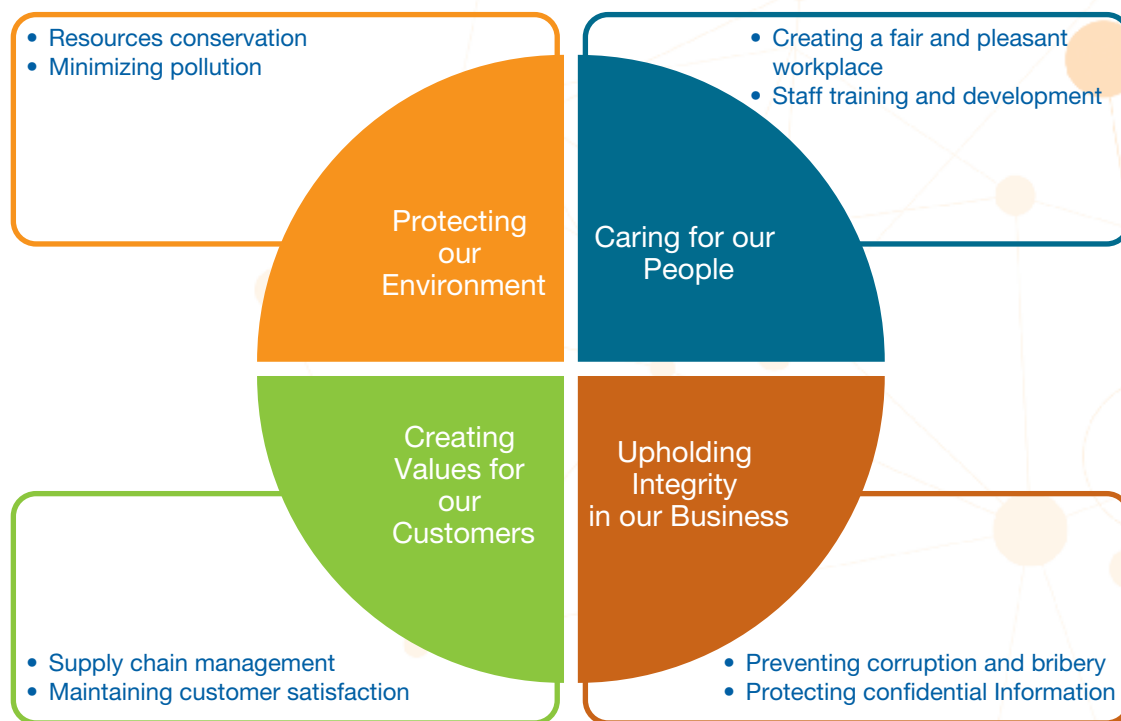 • Resources conservation
• Minimizing pollution
• Creating a fair and pleasant
workplace
• Staff training and development
Protecting
our
Environment
Caring for our
People
Creating
Values for
our
Customers
Upholding
Integrity
in our Business
• Supply chain management
• Maintaining customer satisfaction
• Preventing corruption and bribery
• Protecting confidential Information